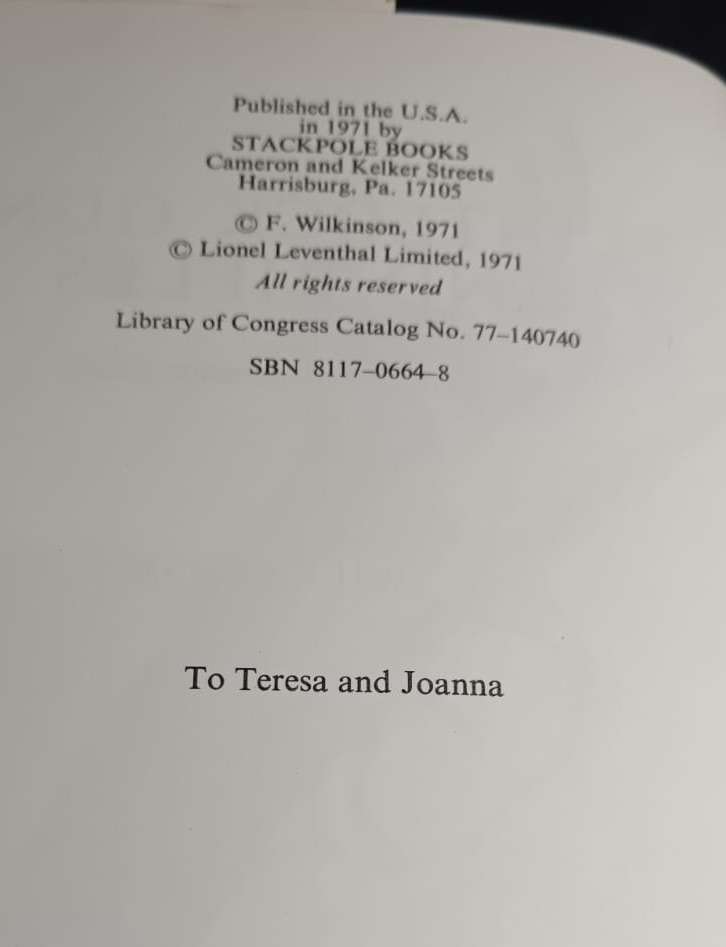 Published in the U.S.A.
in 1971 by
STACKPOLE BOOKS
Cameron and Kelker Streets
Harrisburg, Pa. 17105
© F. Wilkinson, 1971
© Lionel Leventhal Limited, 1971
All rights reserved
Library of Congress Catalog No. 77–140740
SBN 8117–0664–8
To Teresa and Joanna